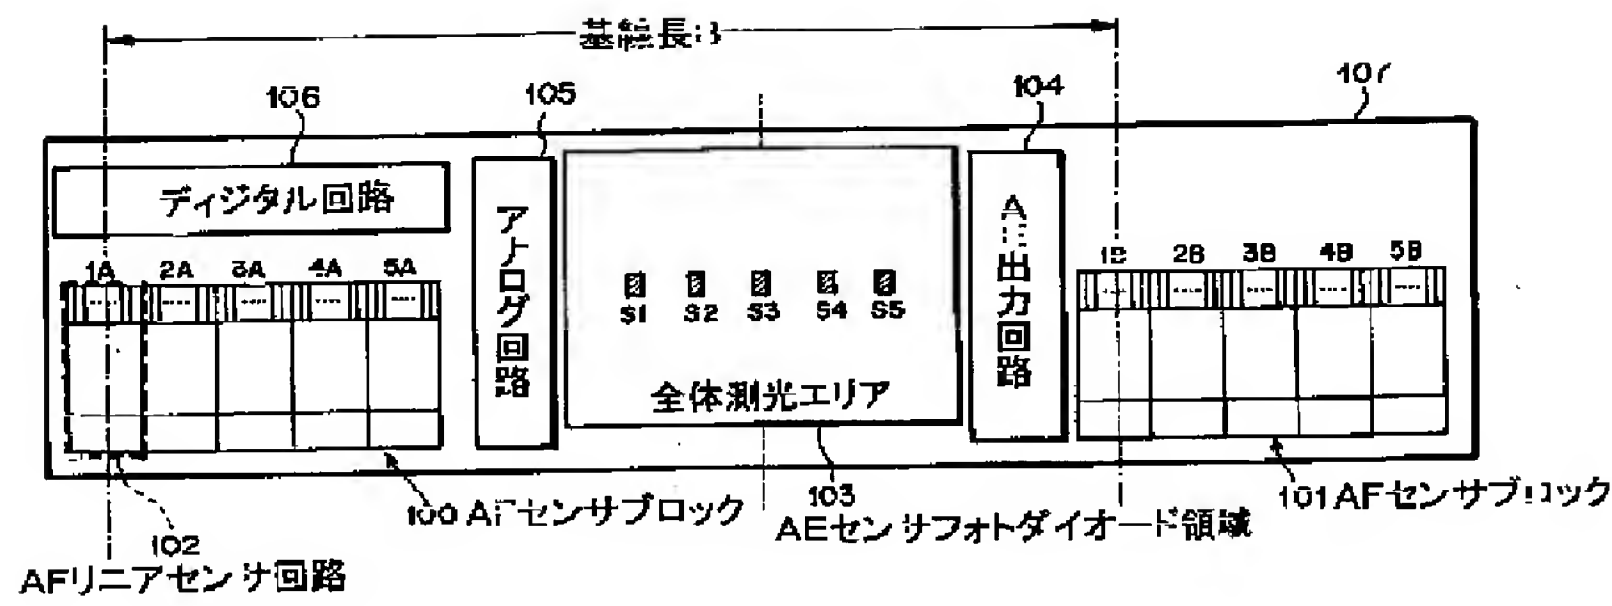 基線長B
106
105
104
107
ディジタル回路
アナログ回路
出力回路
1A 2A 3A 4A 5A
1B 2B 3B 4B 5B
S1 S2 S3 S4 S5
全体測光エリア
103
AEセンサフォトダイオード領域
100 AFセンサブロック
101 AFセンサブロック
102
AFリニアセンサ回路